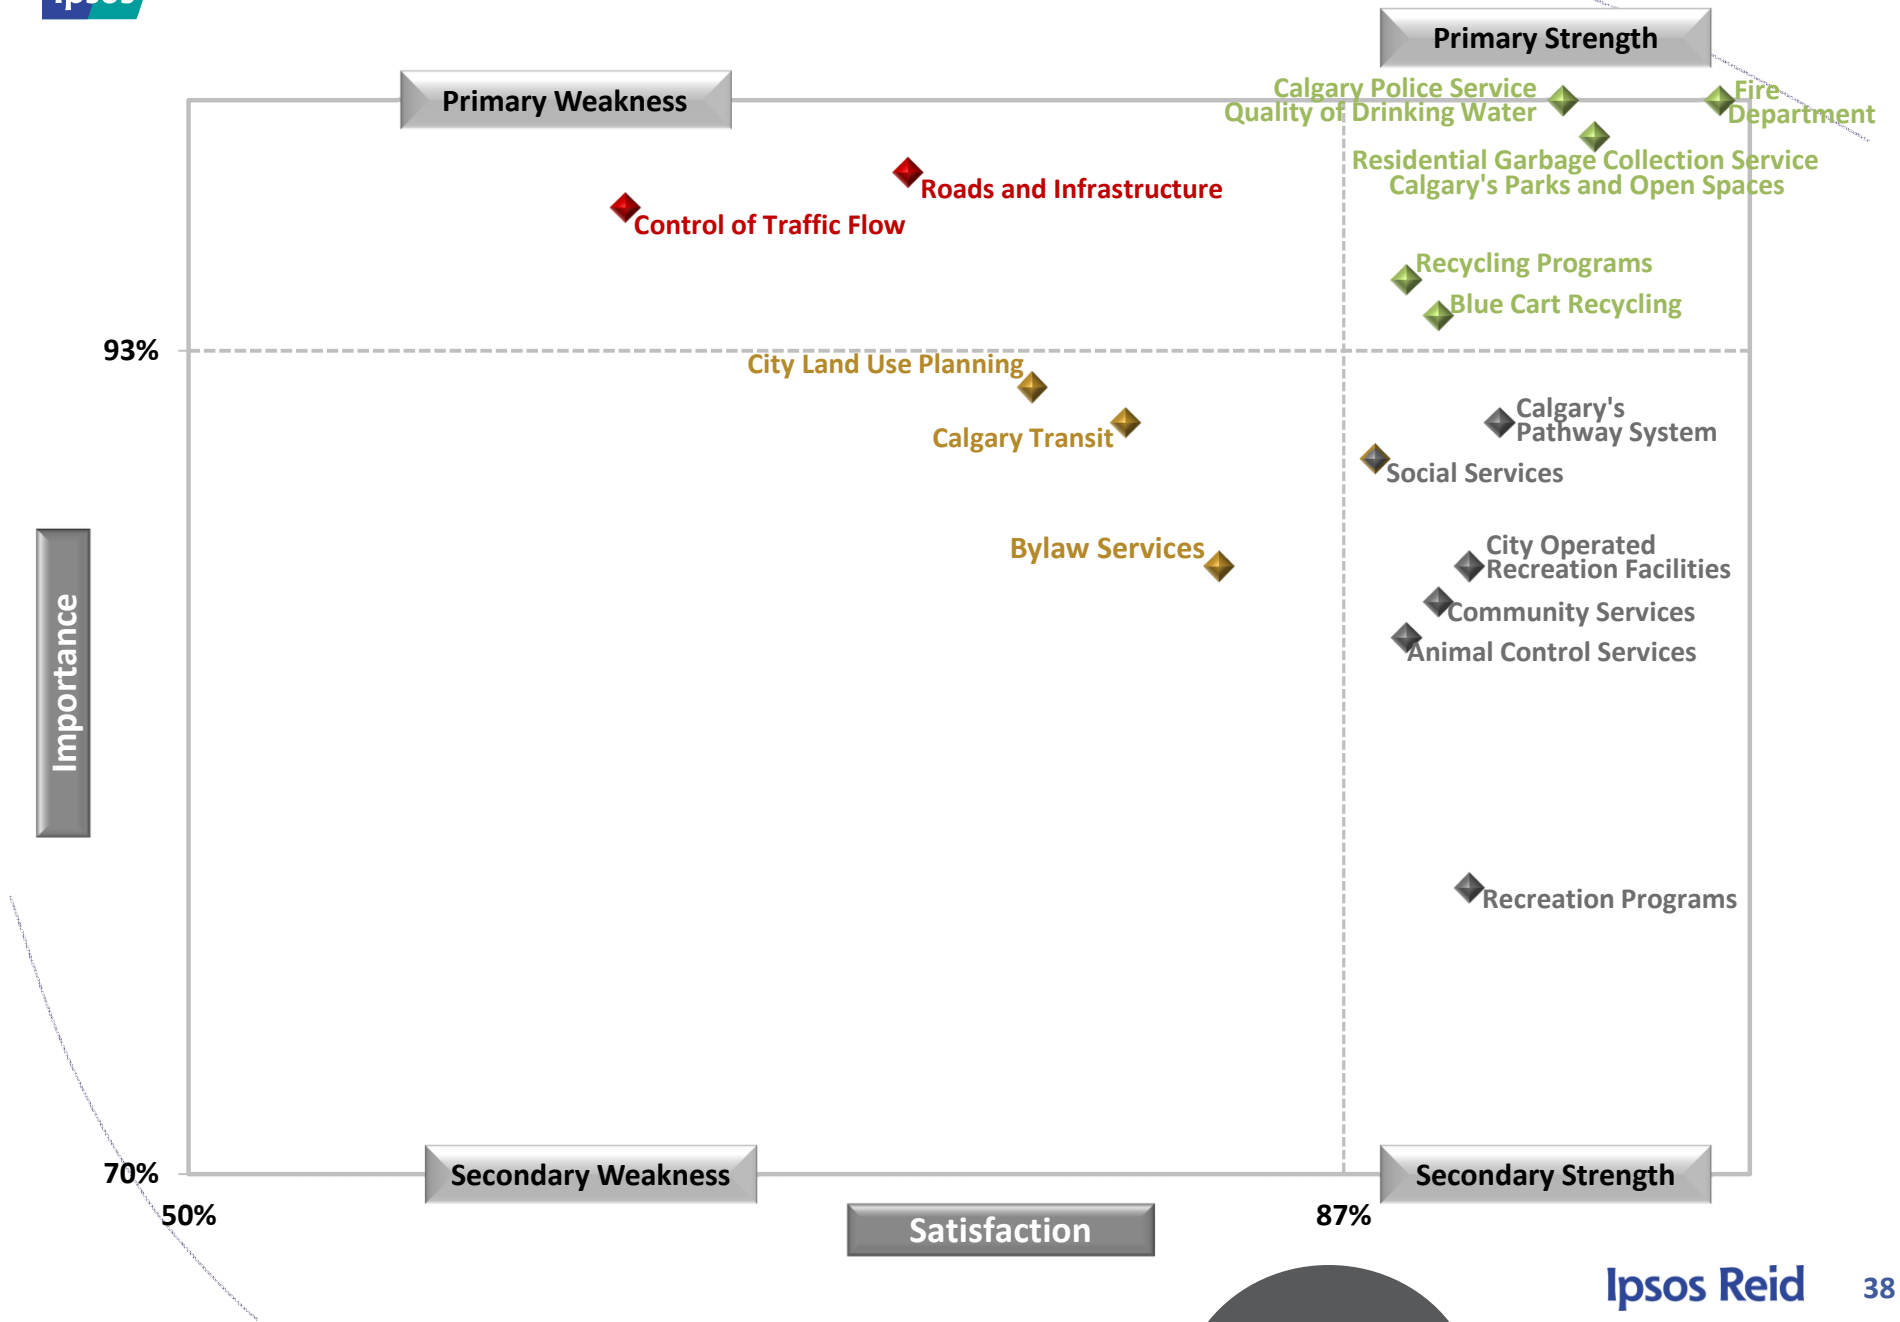 Ipsos
Primary Strength
Primary Weakness
Calgary Police Service
Quality of Drinking Water
Fire
Department
Residential Garbage Collection Service
Calgary's Parks and Open Spaces
Roads and Infrastructure
Control of Traffic Flow
Recycling Programs
Blue Cart Recycling
93%
City Land Use Planning
Calgary Transit
Calgary's
Pathway System
Social Services
Bylaw Services
City Operated
Recreation Facilities
Community Services
Animal Control Services
Importance
Recreation Programs
70%
Secondary Weakness
Secondary Strength
50%
87%
Satisfaction
Ipsos Reid
38